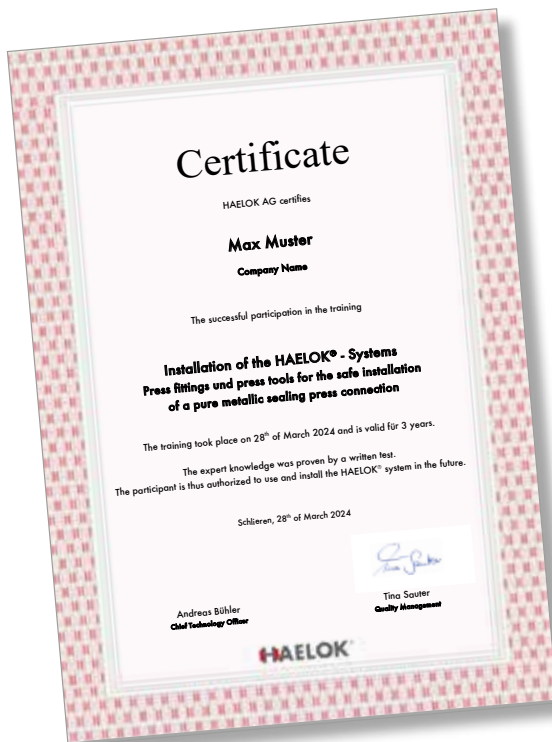 Certificate
HAELOK AG certifies
Max Muster
Company Name
The successful participation in the training
Installation of the HAELOK® - Systems
Press fittings und press tools for the safe installation
of a pure metallic sealing press connection
The training took place on 28th of March 2024 and is valid für 3 years.
The expert knowledge was proven by a written test.
The participant is thus authorized to use and install the HAELOK® system in the future.
Schlieren, 28th of March 2024
Andreas Bühler
Chief Technology Officer
Tina Sauter
Quality Management
HAELOK®